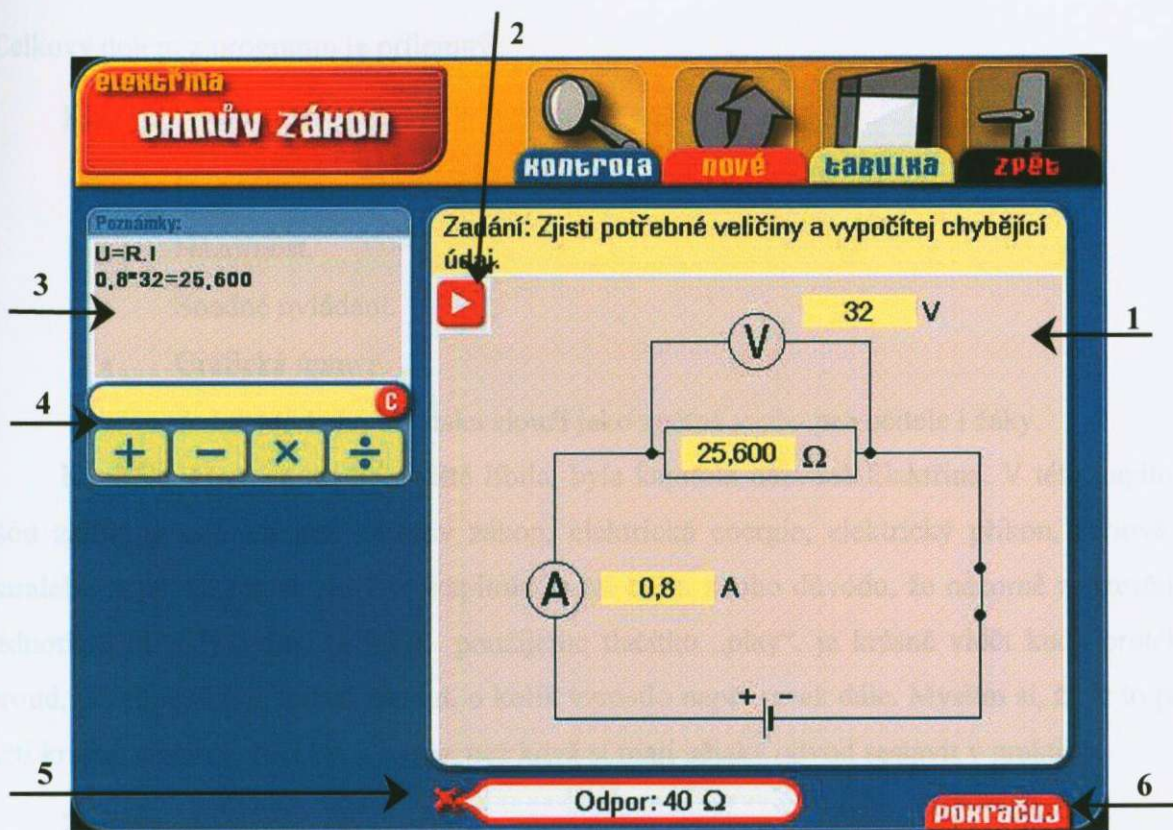 2
elektřina
ohmův zákon
kontrola
nové
tabulka
zpět
Poznámky:
U=R.I
0,8*32=25,600
3
C
4
+ − × ÷
Zadání: Zjisti potřebné veličiny a vypočítej chybějící
údaj.
32 V
V
1
25,600 Ω
A 0,8 A
+ −
5
Odpor: 40 Ω
pokračuj
6